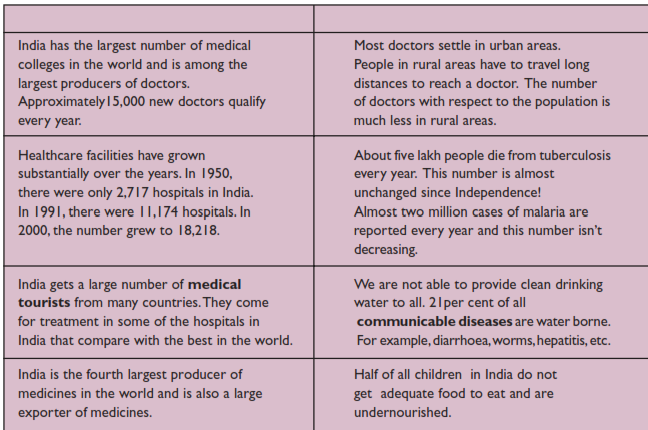 India has the largest number of medical
colleges in the world and is among the
largest producers of doctors.
Approximately15,000 new doctors qualify
every year.
Most doctors settle in urban areas.
People in rural areas have to travel long
distances to reach a doctor. The number
of doctors with respect to the population is
much less in rural areas.
Healthcare facilities have grown
substantially over the years. In 1950,
there were only 2,717 hospitals in India.
In 1991, there were 11,174 hospitals. In
2000, the number grew to 18,218.
About five lakh people die from tuberculosis
every year. This number is almost
unchanged since Independence!
Almost two million cases of malaria are
reported every year and this number isn't
decreasing.
India gets a large number of medical
tourists from many countries. They come
for treatment in some of the hospitals in
India that compare with the best in the world.
We are not able to provide clean drinking
water to all. 21per cent of all
communicable diseases are water borne.
For example, diarrhoea, worms, hepatitis, etc.
India is the fourth largest producer of
medicines in the world and is also a large
exporter of medicines.
Half of all children in India do not
get adequate food to eat and are
undernourished.